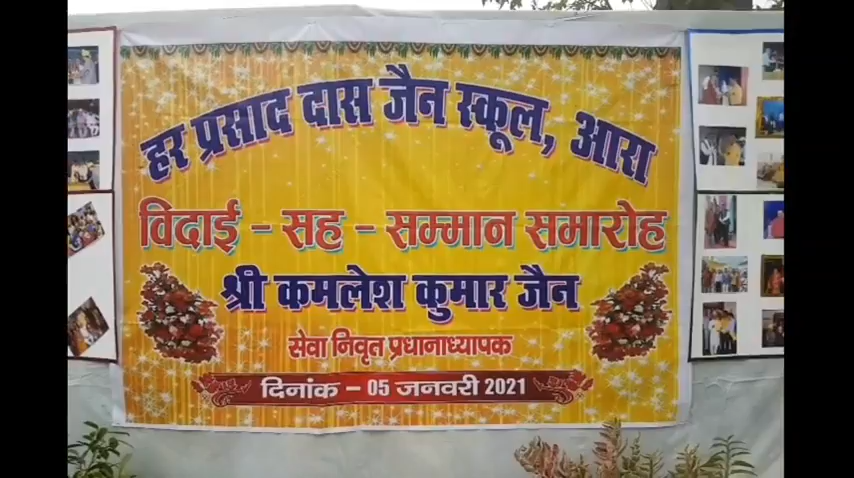 हर प्रसाद दास जैन स्कूल, आरा
विदाई - सह - सम्मान समारोह
श्री कमलेश कुमार जैन
सेवा निवृत प्रधानाध्यापक
दिनांक - 05 जनवरी 2021